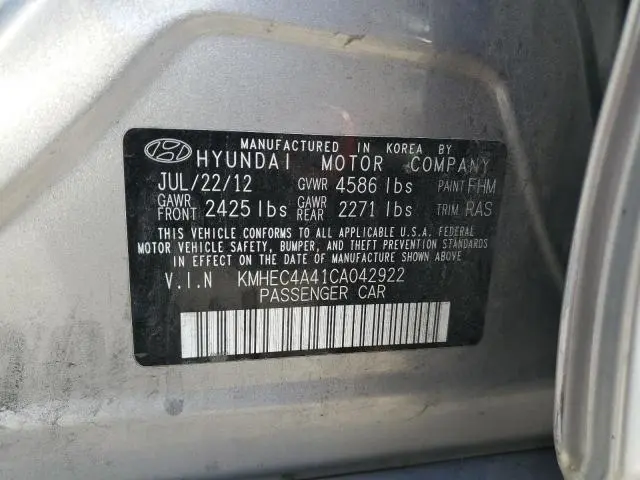 MANUFACTURED IN KOREA BY
HYUNDAI MOTOR COMPANY
JUL/22/12 GVWR 4586 lbs PAINT FHM
GAWR FRONT 2425 lbs GAWR REAR 2271 lbs TRIM RAS
THIS VEHICLE CONFORMS TO ALL APPLICABLE U.S.A. FEDERAL
MOTOR VEHICLE SAFETY, BUMPER, AND THEFT PREVENTION STANDARDS
IN EFFECT ON THE DATE OF MANUFACTURE SHOWN ABOVE.
V.I.N KMHEC4A41CA042922
PASSENGER CAR